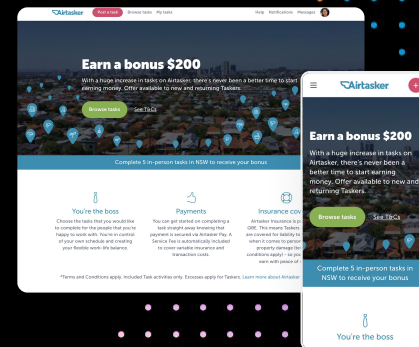 Airtasker
Post a task
Browse tasks
My tasks
Help
Notifications
Messages
Earn a bonus $200
With a huge increase in tasks on Airtasker, there's never been a better time to start
earning money. Offer available to new and returning Taskers.
Browse tasks
See T&Cs
Complete 5 in-person tasks in NSW to receive your bonus
You're the boss
Choose the tasks that you would like
to complete for the people that you're
happy to work with. You're in control
of your own schedule and creating
your flexible work-life balance.
Payments
You can get started on completing a
task straight away knowing that
payment is secured via Airtasker Pay. A
Service Fee is automatically included
to cover variable insurance and
transaction costs.
Insurance cov
Airtasker Insurance is p
QBE. This means Taskers
are covered for liability to
when it comes to person
property damage (te
conditions apply) - so yo
earn with peace of
*Terms and Conditions apply. Included Task activities only. Excesses apply for Taskers. Learn more about Airtasker
Airtasker
Earn a bonus $200
With a huge increase in tasks on
Airtasker, there's never been a
better time to start earning
money. Offer available to new and
returning Taskers.
Browse tasks
See T&Cs
Complete 5 in-person tasks in
NSW to receive your bonus
You're the boss